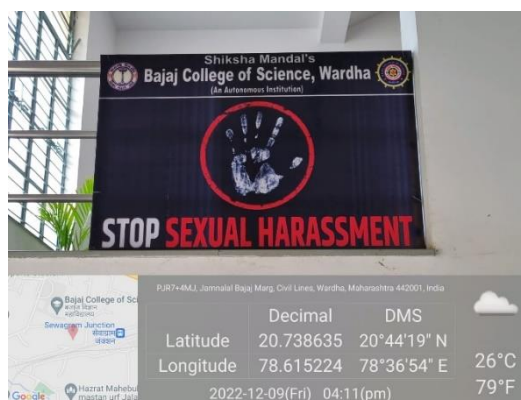 Shiksha Mandal's
Bajaj College of Science, Wardha
(An Autonomous Institution)
STOP SEXUAL HARASSMENT
PJR7+4MJ, Jamnalal Bajaj Marg, Civil Lines, Wardha, Maharashtra 442001, India
Decimal DMS
Latitude 20.738635 20°44'19" N
Longitude 78.615224 78°36'54" E
2022-12-09(Fri) 04:11(pm)
26°C
79°F
Bajaj College of Sci
Sewagram Junction
सेवाग्राम
जंक्शन
Hazrat Mahebul
mastan urf Jala
Google